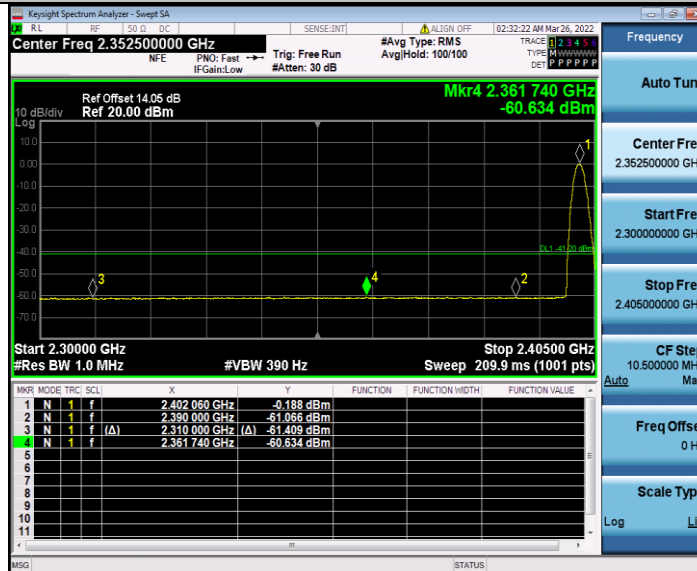 Keysight Spectrum Analyzer - Swept SA
RL RF 50 Ω DC SENSE:INT ALIGN OFF 02:32:22 AM Mar 26, 2022
Center Freq 2.352500000 GHz #Avg Type: RMS TRACE 1 2 3 4 5 6
NFE PNO: Fast Trig: Free Run Avg|Hold: 100/100 TYPE M
IFGain:Low #Atten: 30 dB DET P P P P P P
Mkr4 2.361 740 GHz
-60.634 dBm
Ref Offset 14.05 dB
10 dB/div Ref 20.00 dBm
Log
10.0
0.00
-10.0
-20.0
-30.0
-40.0
-50.0
-60.0
-70.0
1
DL1 -41.20 dBm
3 4 2
Start 2.30000 GHz Stop 2.40500 GHz
#Res BW 1.0 MHz #VBW 390 Hz Sweep 209.9 ms (1001 pts)
MKR MODE TRC SCL X Y FUNCTION FUNCTION WIDTH FUNCTION VALUE
1 N 1 f 2.402 060 GHz -0.188 dBm
2 N 1 f 2.390 000 GHz -61.066 dBm
3 N 1 f (Δ) 2.310 000 GHz (Δ) -61.409 dBm
4 N 1 f 2.361 740 GHz -60.634 dBm
5
6
7
8
9
10
11
MSG STATUS
Frequency
Auto Tun
Center Fre
2.352500000 GH
Start Fre
2.300000000 GH
Stop Fre
2.405000000 GH
CF Ste
10.500000 MH
Auto Ma
Freq Offse
0 H
Scale Typ
Log Li